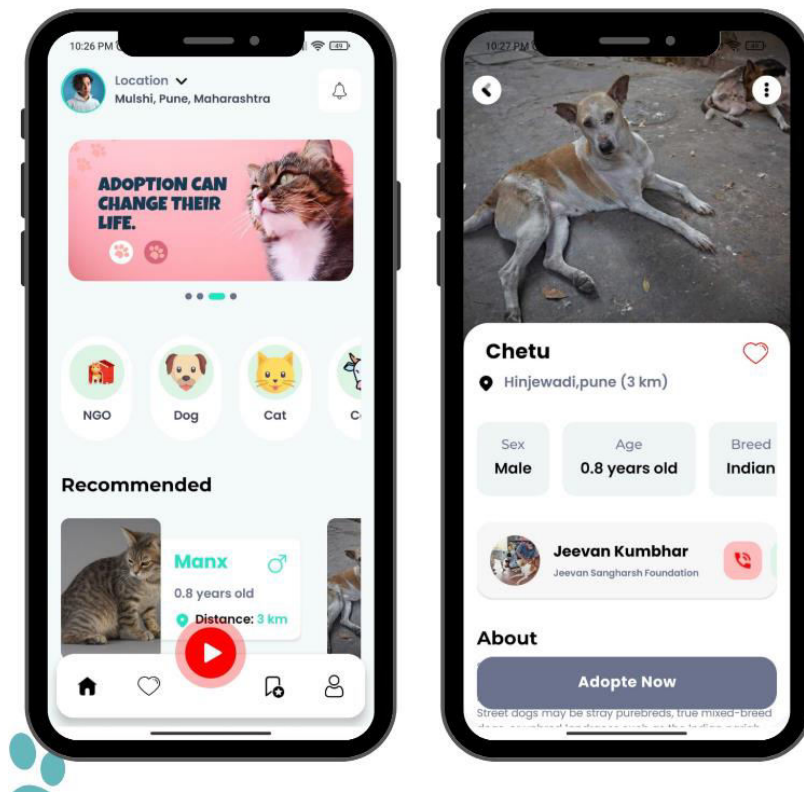 10:26 PM
49
Location
Mulshi, Pune, Maharashtra
ADOPTION CAN
CHANGE THEIR
LIFE.
NGO
Dog
Cat
C
Recommended
Manx
0.8 years old
Distance: 3 km
10:27 PM
Chetu
Hinjewadi,pune (3 km)
Sex
Age
Breed
Male
0.8 years old
Indian
Jeevan Kumbhar
Jeevan Sangharsh Foundation
About
Adopte Now
Street dogs may be stray purebreds, true mixed-breed